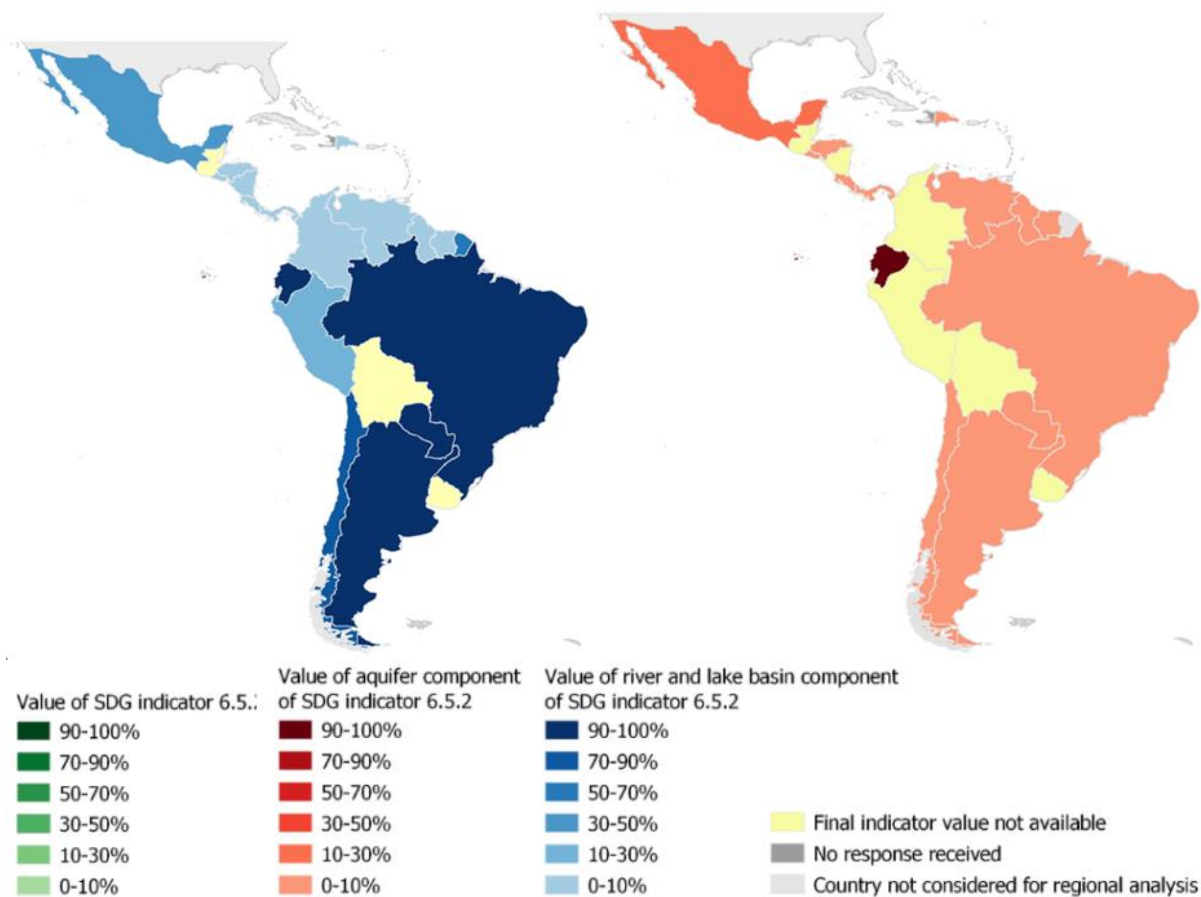 Value of SDG indicator 6.5.:
90-100%
70-90%
50-70%
30-50%
10-30%
0-10%
Value of aquifer component
of SDG indicator 6.5.2
90-100%
70-90%
50-70%
30-50%
10-30%
0-10%
Value of river and lake basin component
of SDG indicator 6.5.2
90-100%
70-90%
50-70%
30-50%
10-30%
0-10%
Final indicator value not available
No response received
Country not considered for regional analysis